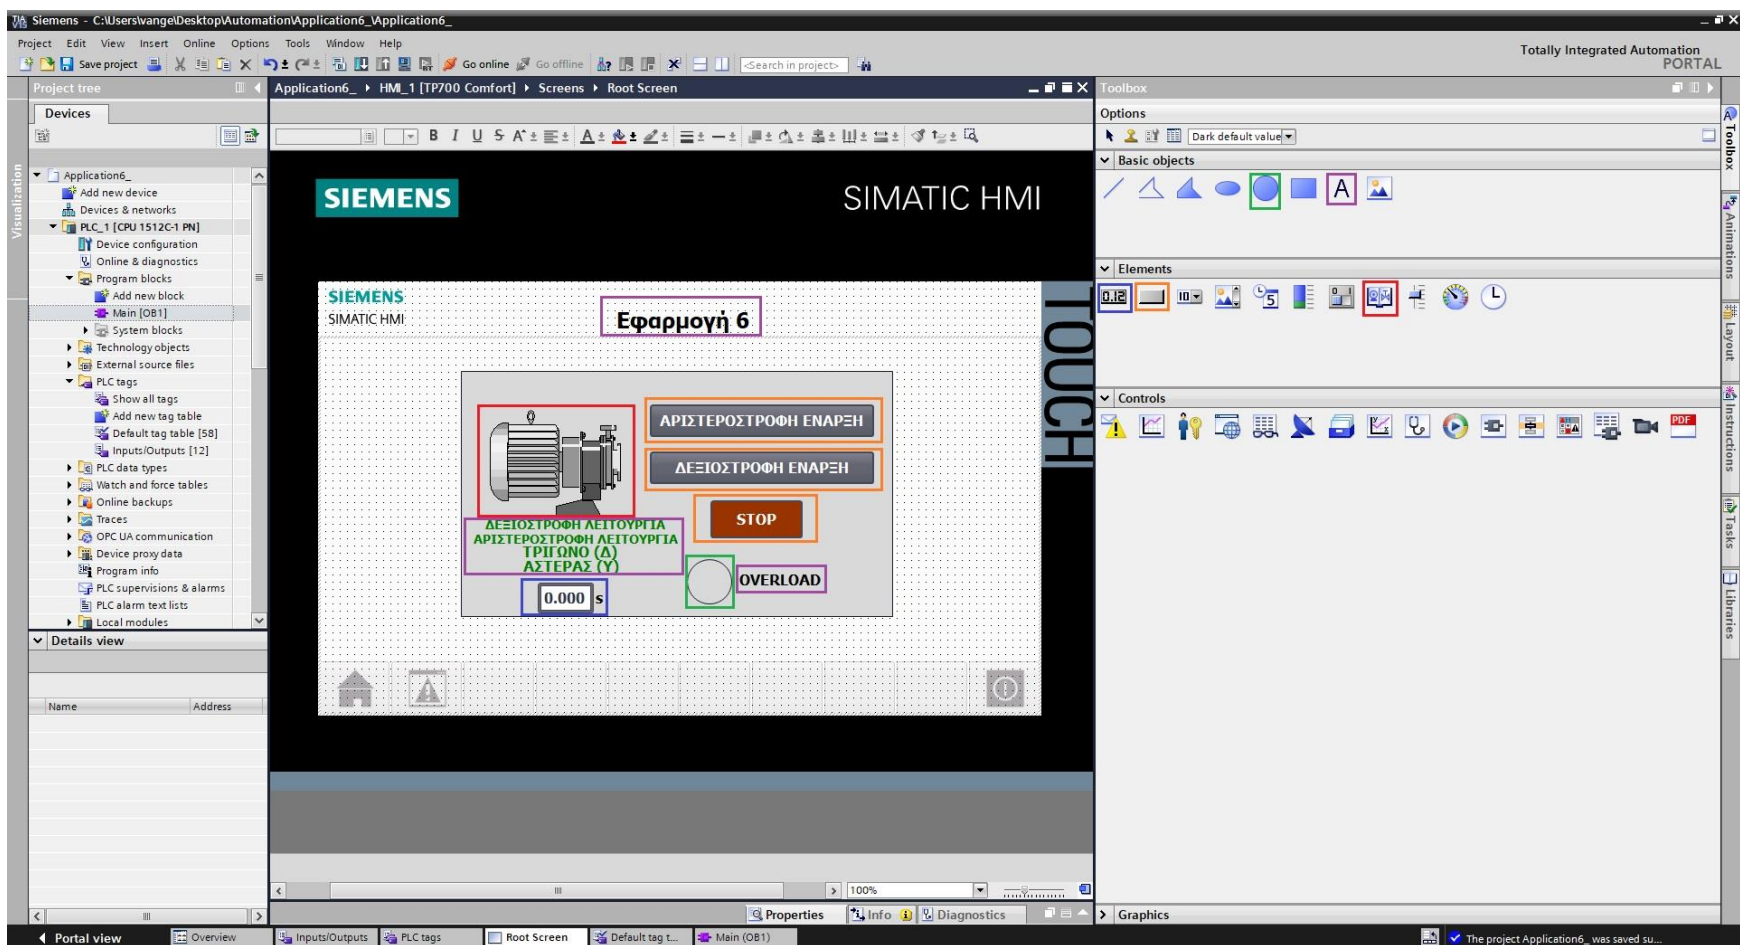 Siemens - C:\Users\vange\Desktop\Automation\Application6_\Application6_
Project Edit View Insert Online Options Tools Window Help
Totally Integrated Automation
PORTAL
Save project Go online Go offline <Search in project>
Project tree
Devices
Visualization
Application6_
Add new device
Devices & networks
PLC_1 [CPU 1512C-1 PN]
Device configuration
Online & diagnostics
Program blocks
Add new block
Main [OB1]
System blocks
Technology objects
External source files
PLC tags
Show all tags
Add new tag table
Default tag table [58]
Inputs/Outputs [12]
PLC data types
Watch and force tables
Online backups
Traces
OPC UA communication
Device proxy data
Program info
PLC supervisions & alarms
PLC alarm text lists
Local modules
Details view
Name Address
Application6_ HMI_1 [TP700 Comfort] Screens Root Screen
B I U S A
SIEMENS
SIMATIC HMI
TOUCH
SIEMENS
SIMATIC HMI
Εφαρμογή 6
ΑΡΙΣΤΕΡΟΣΤΡΟΦΗ ΕΝΑΡΞΗ
ΔΕΞΙΟΣΤΡΟΦΗ ΕΝΑΡΞΗ
STOP
ΔΕΞΙΟΣΤΡΟΦΗ ΛΕΙΤΟΥΡΓΙΑ
ΑΡΙΣΤΕΡΟΣΤΡΟΦΗ ΛΕΙΤΟΥΡΓΙΑ
ΤΡΙΓΩΝΟ (Δ)
ΑΣΤΕΡΑΣ (Υ)
OVERLOAD
0.000 s
100%
Properties Info Diagnostics
Toolbox
Options
Dark default value
Basic objects
A
Elements
0.12 10 5
Controls
PDF
Graphics
Toolbox
Animations
Layout
Instructions
Tasks
Libraries
Portal view Overview Inputs/Outputs PLC tags Root Screen Default tag t... Main (OB1)
The project Application6_ was saved su...